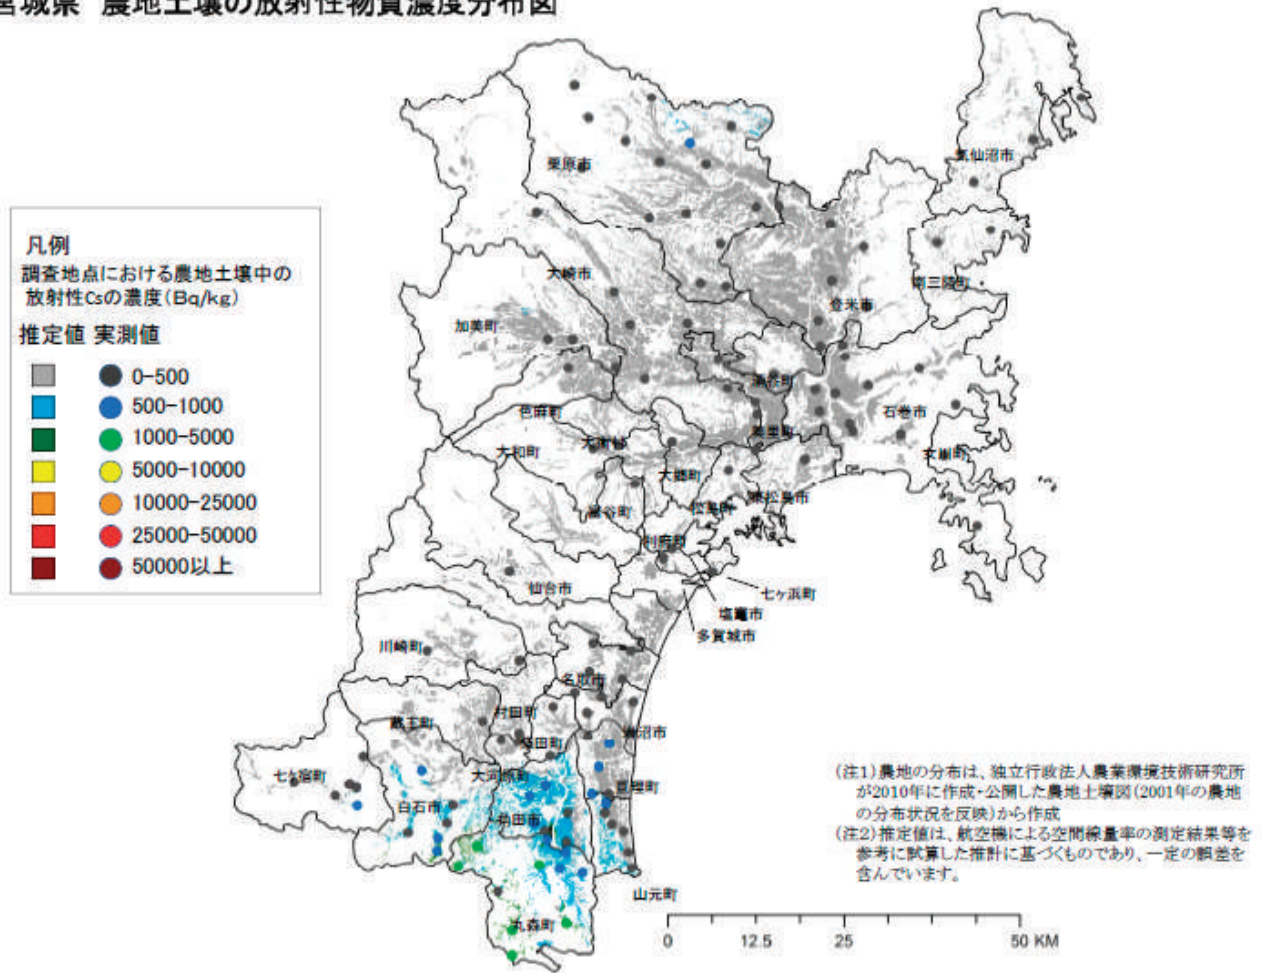 宮城県 農地土壌の放射性物質濃度分布図
凡例
調査地点における農地土壌中の
放射性Csの濃度(Bq/kg)
推定値 実測値
0-500
500-1000
1000-5000
5000-10000
10000-25000
25000-50000
50000以上
気仙沼市
栗原市
大崎市
南三陸町
登米市
加美町
涌谷町
色麻町
石巻市
美里町
大和町
女川町
大郷町
東松島市
松島町
富谷町
利府町
仙台市
七ヶ浜町
塩竈市
多賀城市
川崎町
名取市
村田町
蔵王町
岩沼市
柴田町
七ヶ宿町
大河原町
亘理町
白石市
角田市
山元町
丸森町
(注1)農地の分布は、独立行政法人農業環境技術研究所
が2010年に作成・公開した農地土壌図(2001年の農地
の分布状況を反映)から作成
(注2)推定値は、航空機による空間線量率の測定結果等を
参考に試算した推計に基づくものであり、一定の誤差を
含んでいます。
0 12.5 25 50 KM